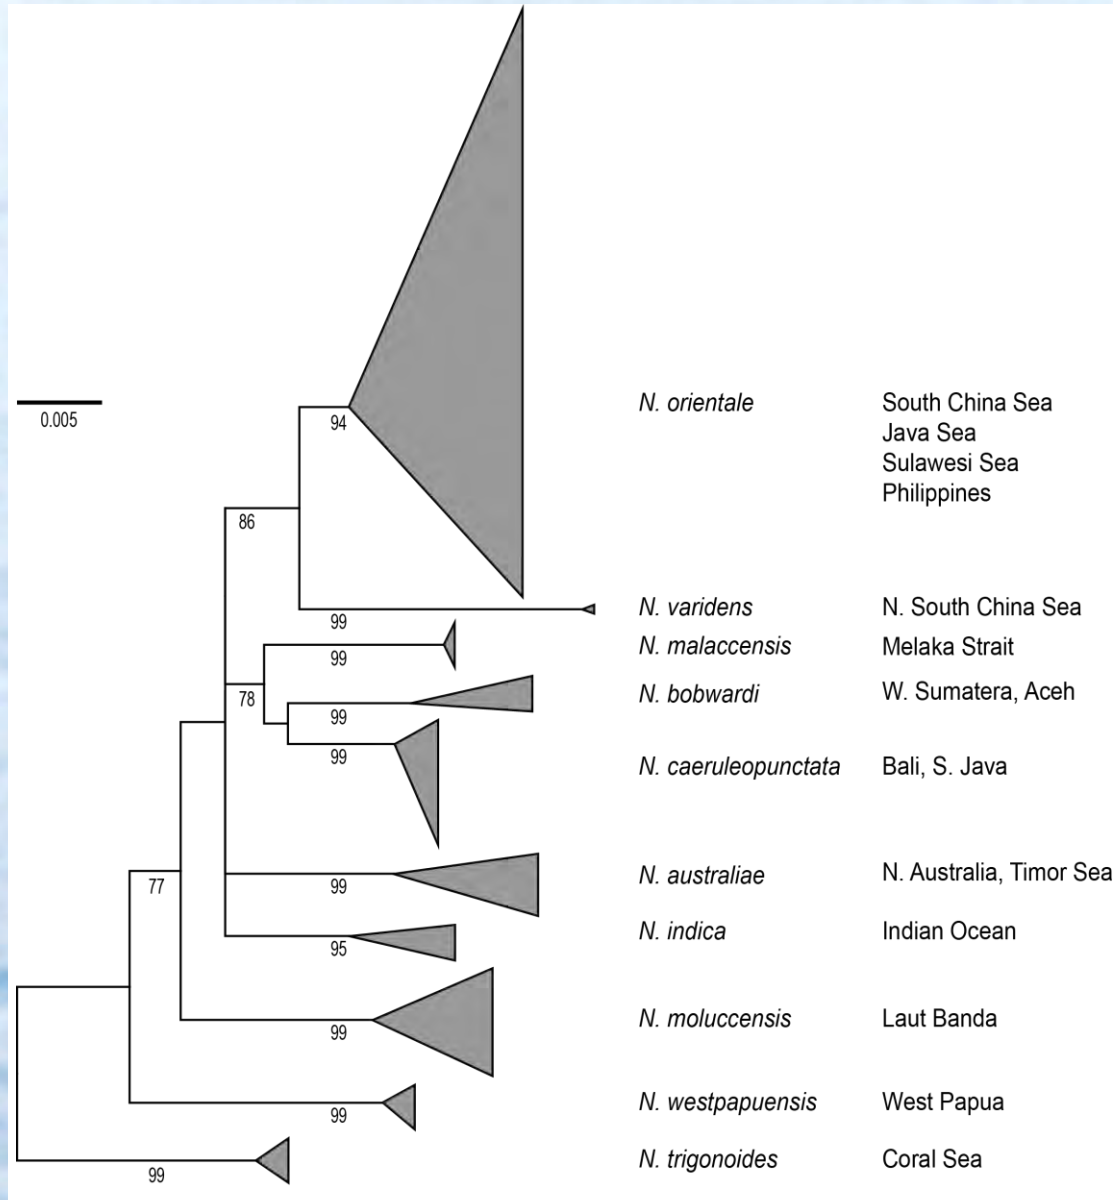 94
N. orientale South China Sea
Java Sea
Sulawesi Sea
Philippines
0.005
86
N. varidens N. South China Sea
99
N. malaccensis Melaka Strait
99
78
N. bobwardi W. Sumatera, Aceh
99
99
N. caeruleopunctata Bali, S. Java
N. australiae N. Australia, Timor Sea
99
77
N. indica Indian Ocean
95
N. moluccensis Laut Banda
99
N. westpapuensis West Papua
99
N. trigonoides Coral Sea
99